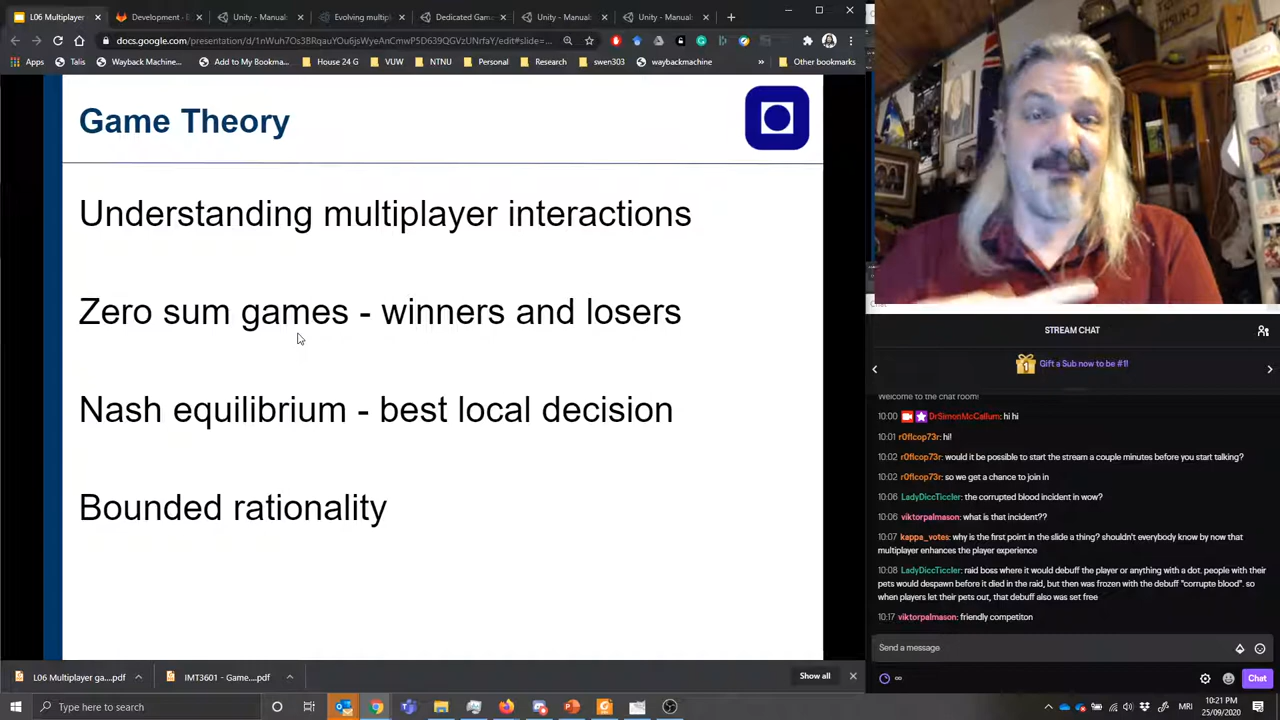 L06 Multiplayer
Evolving multipl
Dedicated Game
Unity - Manual:
Unity - Manual:
Unity - Manual:
docs.google.com/presentation/d/1nWuh7Os3BRqauYOu6jsWyeAnCmwP5D639QGVzUNrfaY/edit#slide=...
Apps
Talis
Wayback Machine...
Add to My Bookma...
House 24 G
VUW
NTNU
Personal
Research
swen303
waybackmachine
»
Other bookmarks
Game Theory
Understanding multiplayer interactions
Zero sum games - winners and losers
Nash equilibrium - best local decision
Bounded rationality
STREAM CHAT
1
Gift a Sub now to be #1!
Welcome to the chat room!
10:00 DrSimonMcCallum: hi hi
10:01 r0flcop73r: hi!
10:02 r0flcop73r: would it be possible to start the stream a couple minutes before you start talking?
10:02 r0flcop73r: so we get a chance to join in
10:06 LadyDiccTiccler: the corrupted blood incident in wow?
10:06 viktorpalmason: what is that incident??
10:07 kappa_votes: why is the first point in the slide a thing? shouldn't everybody know by now that
multiplayer enhances the player experience
10:08 LadyDiccTiccler: raid boss where it would debuff the player or anything with a dot. people with their
pets would despawn before it died in the raid, but then was frozen with the debuff "corrupte blood". so
when players let their pets out, that debuff also was set free
10:17 viktorpalmason: friendly competiton
Send a message
∞
Chat
L06 Multiplayer ga....pdf
IMT3601 - Game....pdf
Show all
Type here to search
MRI
10:21 PM
25/09/2020